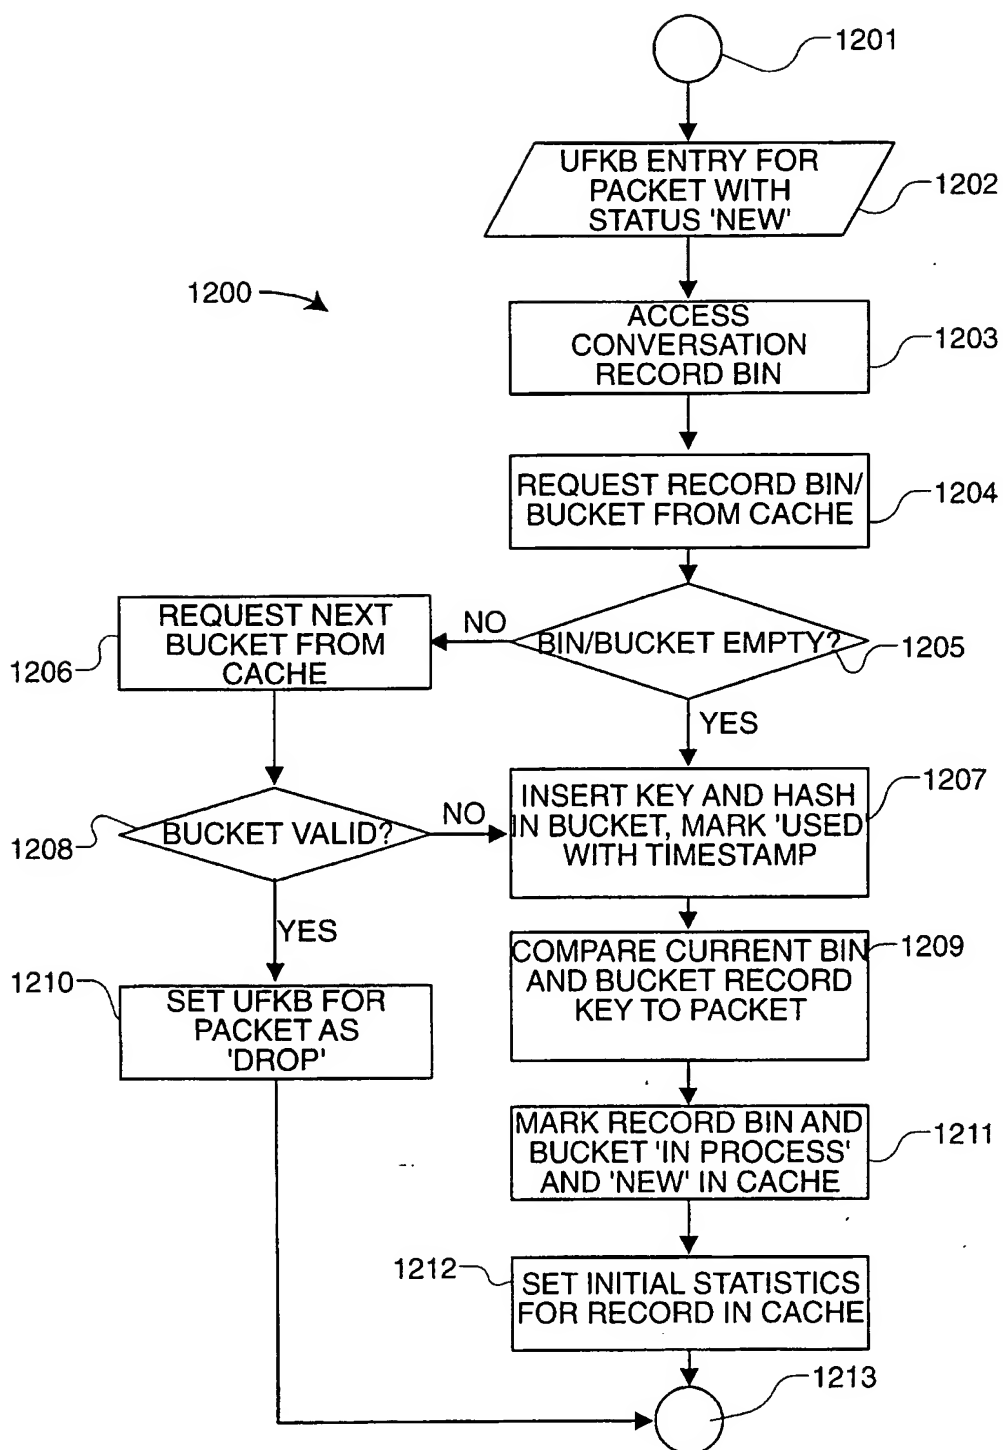 1201
UFKB ENTRY FOR
PACKET WITH
STATUS 'NEW'
1202
1200
ACCESS
CONVERSATION
RECORD BIN
1203
REQUEST RECORD BIN/
BUCKET FROM CACHE
1204
REQUEST NEXT
BUCKET FROM
CACHE
1206
NO
BIN/BUCKET EMPTY?
1205
YES
1207
INSERT KEY AND HASH
IN BUCKET, MARK 'USED'
WITH TIMESTAMP
BUCKET VALID?
1208
NO
YES
1209
COMPARE CURRENT BIN
AND BUCKET RECORD
KEY TO PACKET
1210
SET UFKB FOR
PACKET AS
'DROP'
MARK RECORD BIN AND
BUCKET 'IN PROCESS'
AND 'NEW' IN CACHE
1211
1212
SET INITIAL STATISTICS
FOR RECORD IN CACHE
1213